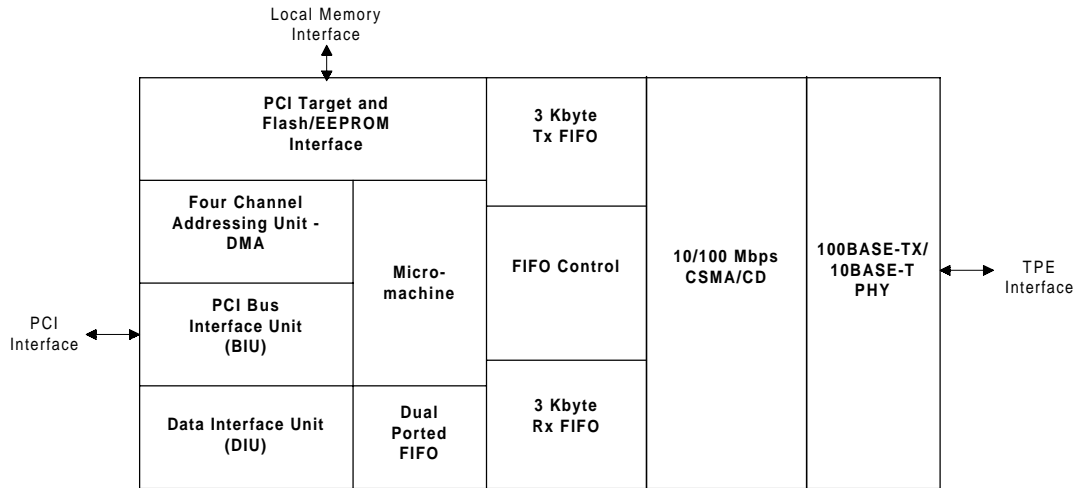 Local Memory
Interface
PCI Target and
Flash/EEPROM
Interface
3 Kbyte
Tx FIFO
Four Channel
Addressing Unit -
DMA
Micro-
machine
FIFO Control
10/100 Mbps
CSMA/CD
100BASE-TX/
10BASE-T
PHY
TPE
Interface
PCI
Interface
PCI Bus
Interface Unit
(BIU)
Data Interface Unit
(DIU)
Dual
Ported
FIFO
3 Kbyte
Rx FIFO